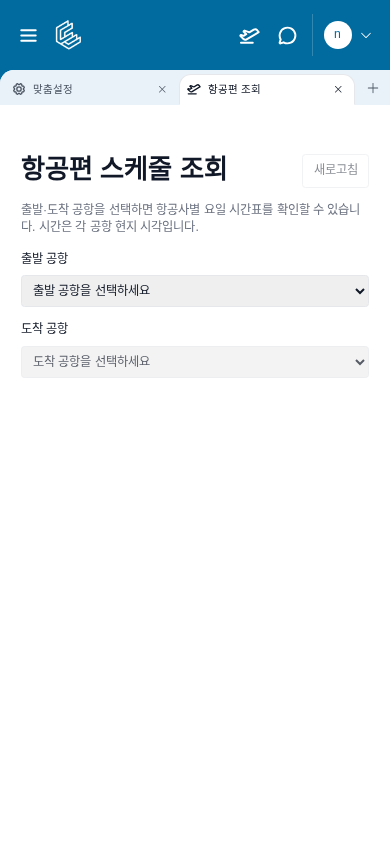 n
맞춤설정
항공편 조회
항공편 스케줄 조회
새로고침
출발·도착 공항을 선택하면 항공사별 요일 시간표를 확인할 수 있습니
다. 시간은 각 공항 현지 시각입니다.
출발 공항
출발 공항을 선택하세요
도착 공항
도착 공항을 선택하세요